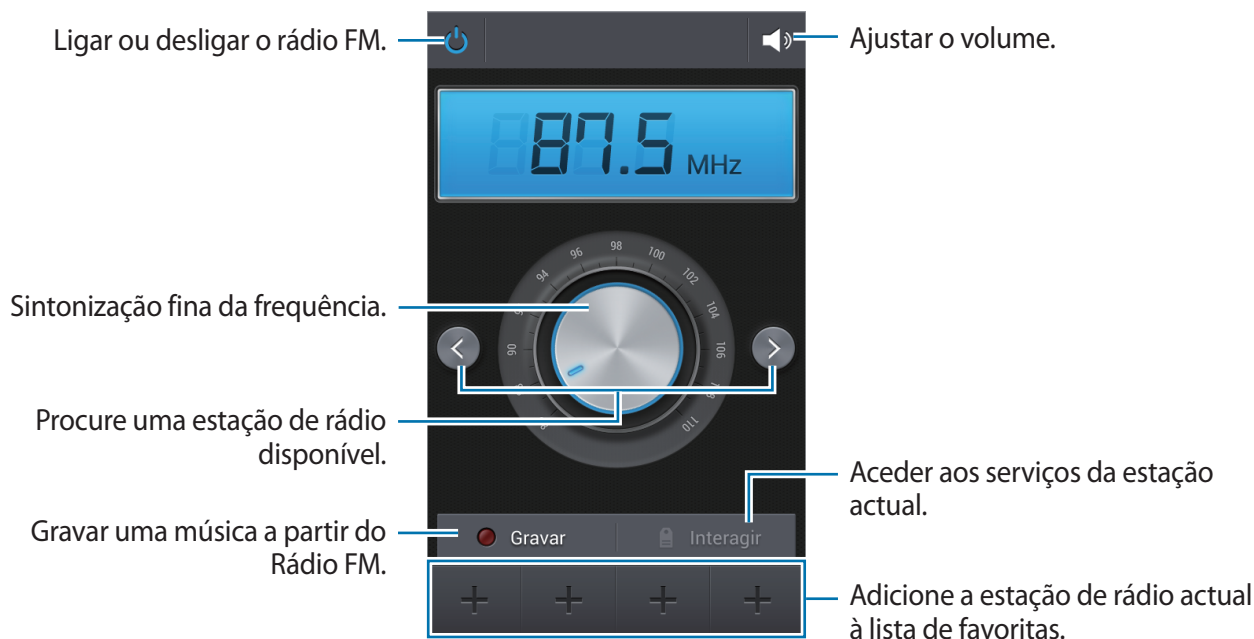 Ligar ou desligar o rádio FM.
Ajustar o volume.
87.5 MHz
94
96
98
100
102
104
106
90
110
Sintonização fina da frequência.
Procure uma estação de rádio
disponível.
Aceder aos serviços da estação
actual.
Gravar uma música a partir do
Rádio FM.
Gravar
Interagir
Adicione a estação de rádio actual
à lista de favoritas.